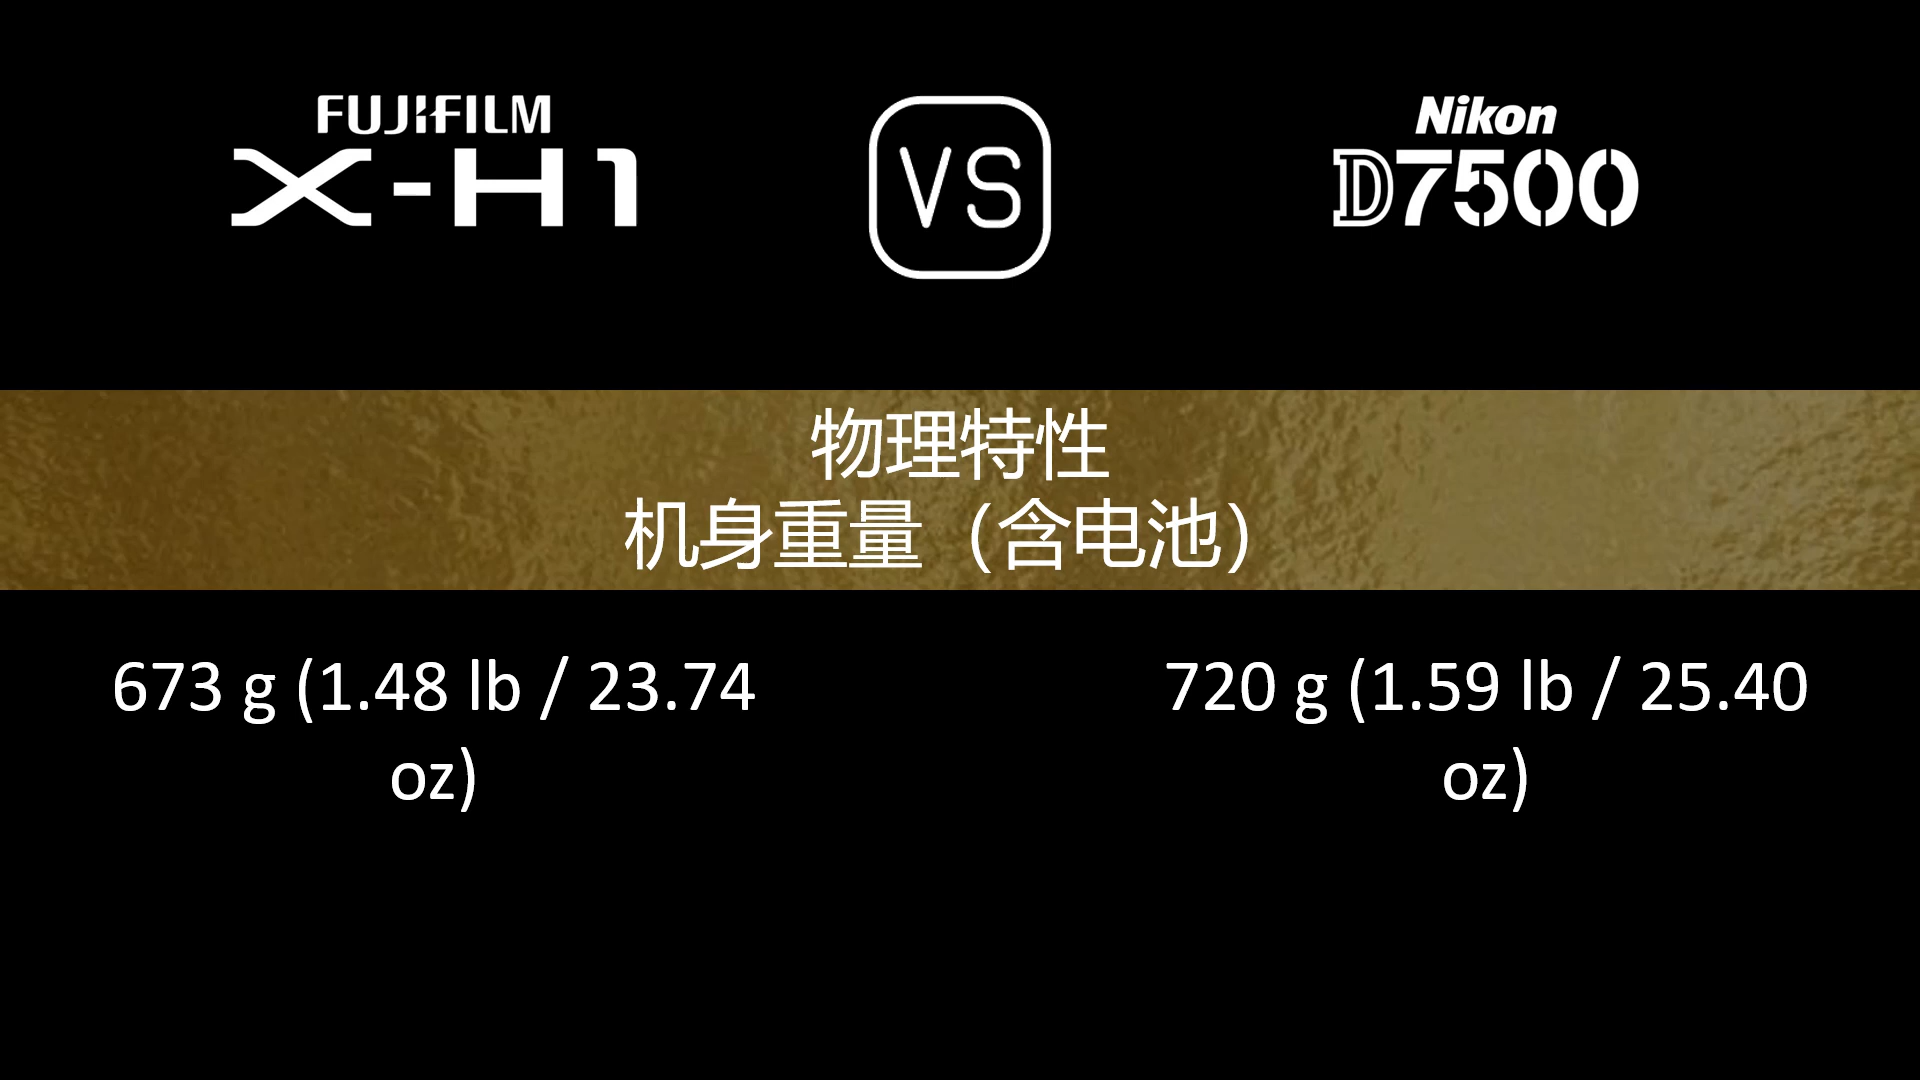 FUJIFILM
X-H1
VS
Nikon
D7500
物理特性
机身重量（含电池）
673 g (1.48 lb / 23.74
oz)
720 g (1.59 lb / 25.40
oz)